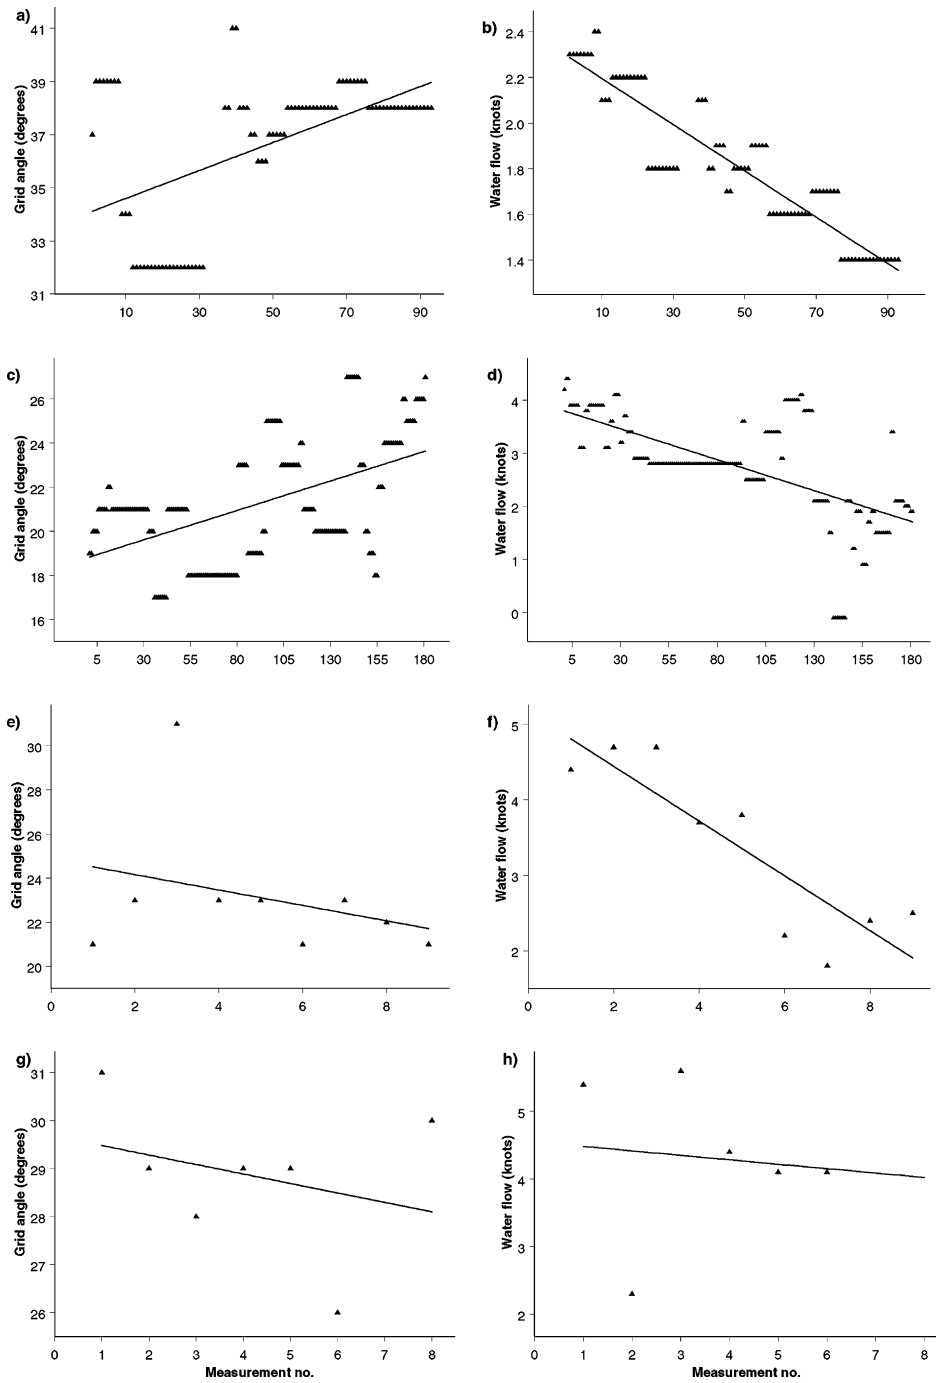 a)
Grid angle (degrees)
41
39
37
35
33
31
10 30 50 70 90
b)
Water flow (knots)
2.4
2.2
2.0
1.8
1.6
1.4
10 30 50 70 90
c)
Grid angle (degrees)
26
24
22
20
18
16
5 30 55 80 105 130 155 180
d)
Water flow (knots)
4
3
2
1
0
5 30 55 80 105 130 155 180
e)
Grid angle (degrees)
30
28
26
24
22
20
0 2 4 6 8
f)
Water flow (knots)
5
4
3
2
0 2 4 6 8
g)
Grid angle (degrees)
31
30
29
28
27
26
0 1 2 3 4 5 6 7 8
Measurement no.
h)
Water flow (knots)
5
4
3
2
0 1 2 3 4 5 6 7 8
Measurement no.